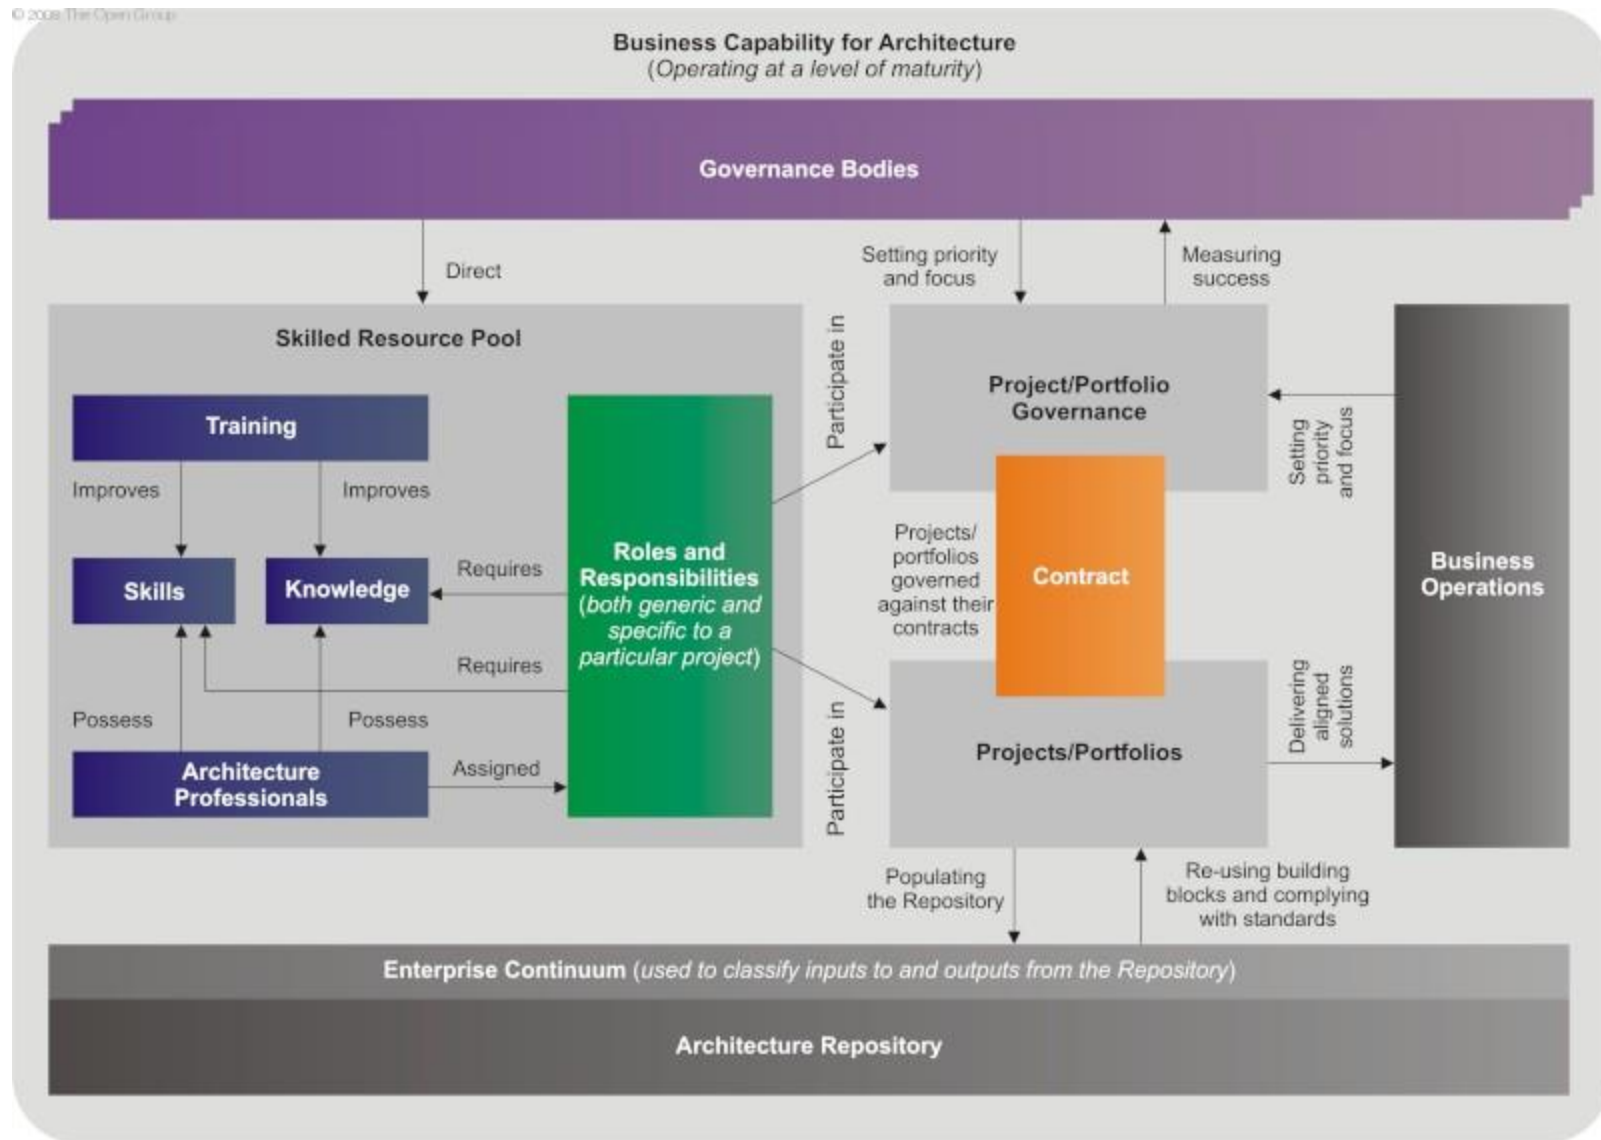 © 2008 The Open Group
Business Capability for Architecture
(Operating at a level of maturity)
Governance Bodies
Direct
Setting priority
and focus
Measuring
success
Skilled Resource Pool
Training
Improves
Improves
Skills
Knowledge
Requires
Requires
Possess
Possess
Architecture
Professionals
Assigned
Roles and
Responsibilities
(both generic and
specific to a
particular project)
Participate in
Participate in
Project/Portfolio
Governance
Projects/
portfolios
governed
against their
contracts
Contract
Projects/Portfolios
Setting
priority
and focus
Delivering
aligned
solutions
Business
Operations
Populating
the Repository
Re-using building
blocks and complying
with standards
Enterprise Continuum (used to classify inputs to and outputs from the Repository)
Architecture Repository